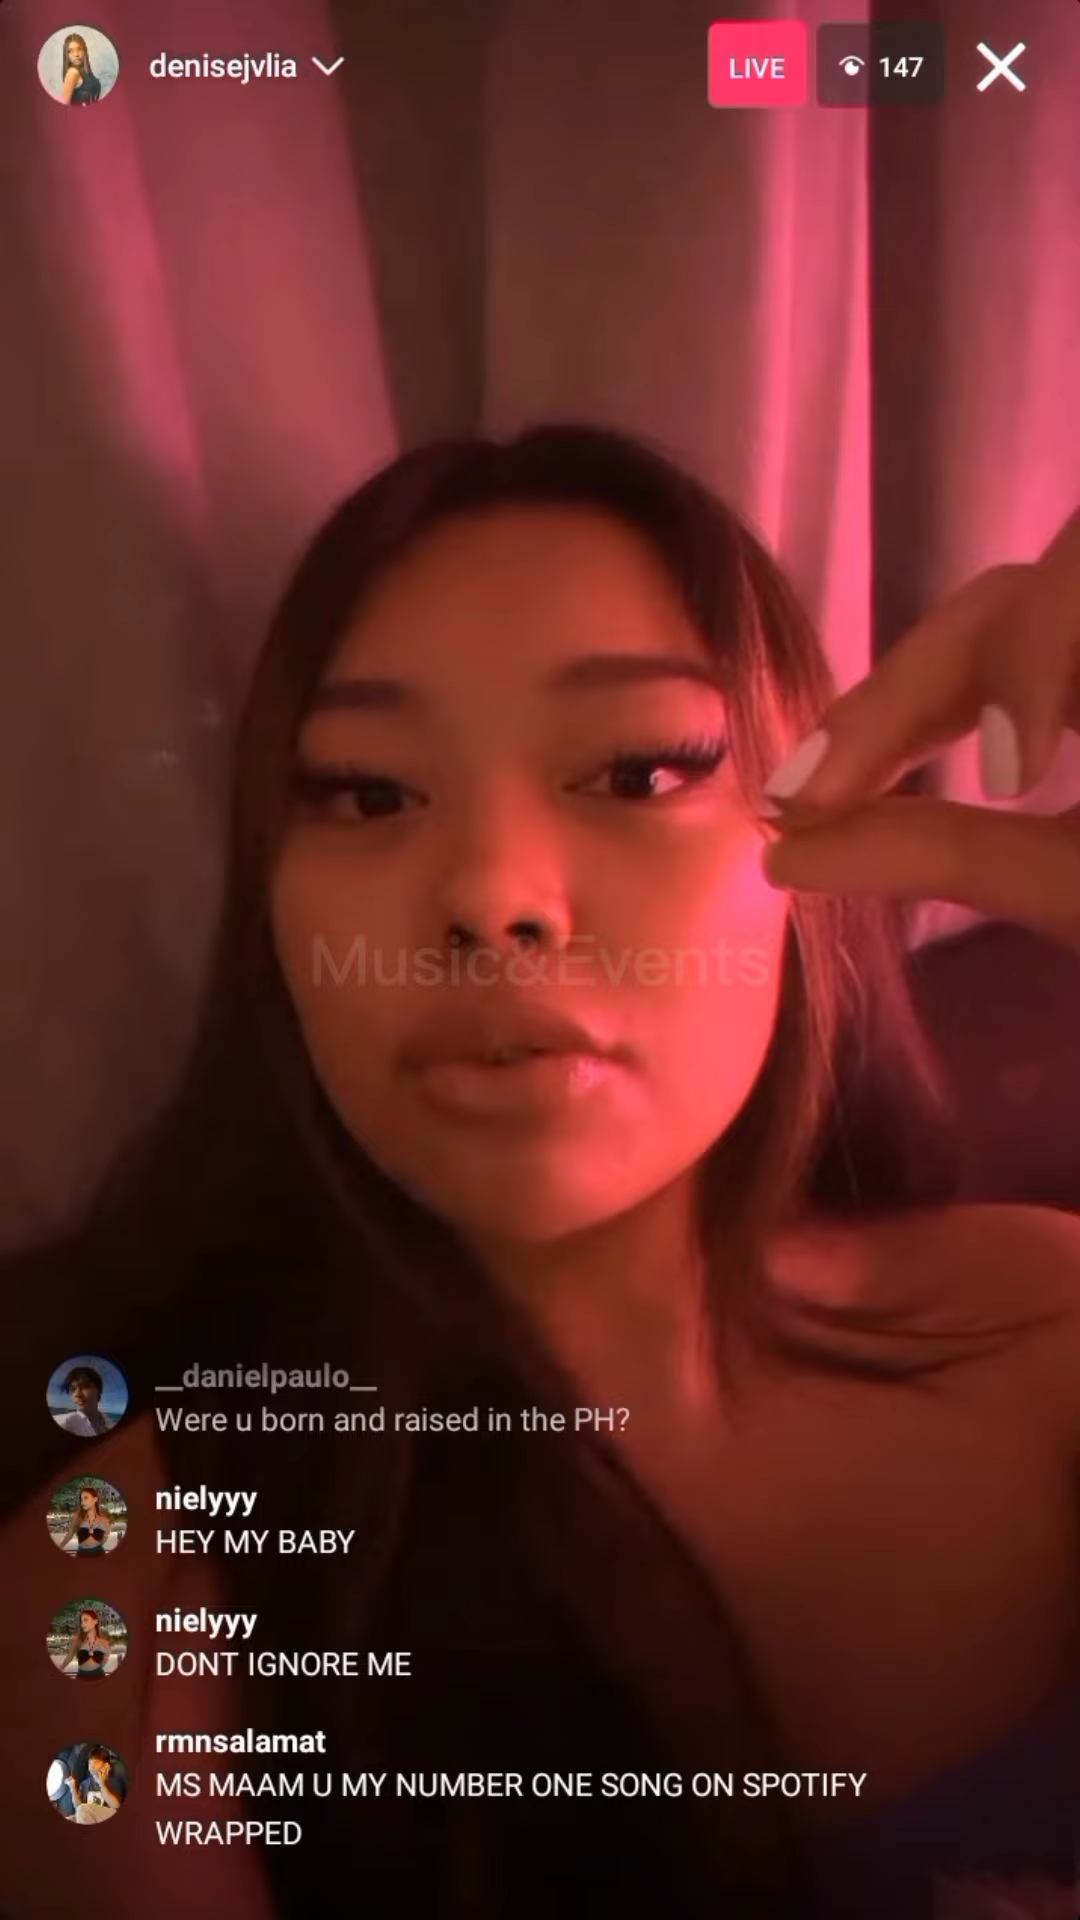 denisejvlia
LIVE
147
Music&Events
__danielpaulo__
Were u born and raised in the PH?
nielyyy
HEY MY BABY
nielyyy
DONT IGNORE ME
rmnsalamat
MS MAAM U MY NUMBER ONE SONG ON SPOTIFY
WRAPPED